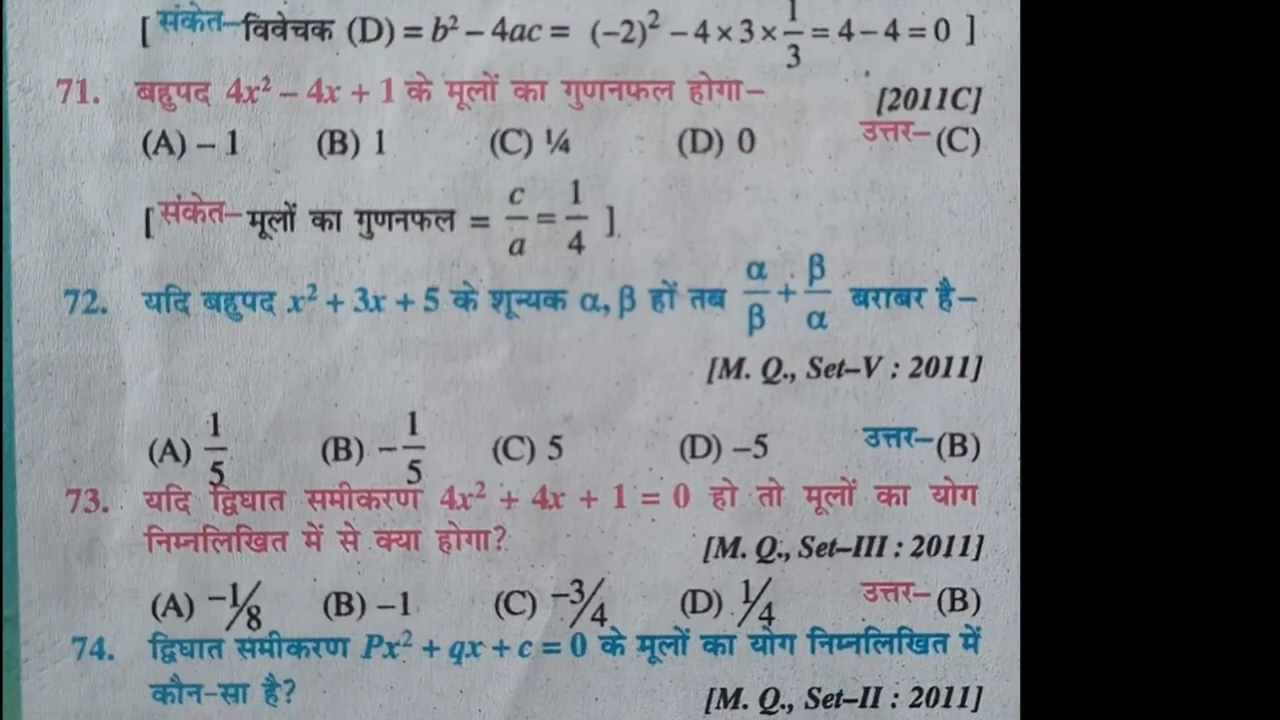 [ संकेत– विवेचक (D) = b² – 4ac = (–2)² – 4 × 3 × 1/3 = 4 – 4 = 0 ]
71. बहुपद 4x² – 4x + 1 के मूलों का गुणनफल होगा– [2011C]
(A) – 1 (B) 1 (C) ¼ (D) 0 उत्तर– (C)
[ संकेत– मूलों का गुणनफल = c/a = 1/4 ].
72. यदि बहुपद x² + 3x + 5 के शून्यक α, β हों तब α/β + β/α बराबर है–
[M. Q., Set–V : 2011]
(A) 1/5 (B) –1/5 (C) 5 (D) –5 उत्तर– (B)
73. यदि द्विघात समीकरण 4x² + 4x + 1 = 0 हो तो मूलों का योग
निम्नलिखित में से क्या होगा? [M. Q., Set–III : 2011]
(A) –1/8 (B) –1 (C) –3/4 (D) 1/4 उत्तर– (B)
74. द्विघात समीकरण Px² + qx + c = 0 के मूलों का योग निम्नलिखित में
कौन-सा है? [M. Q., Set–II : 2011]